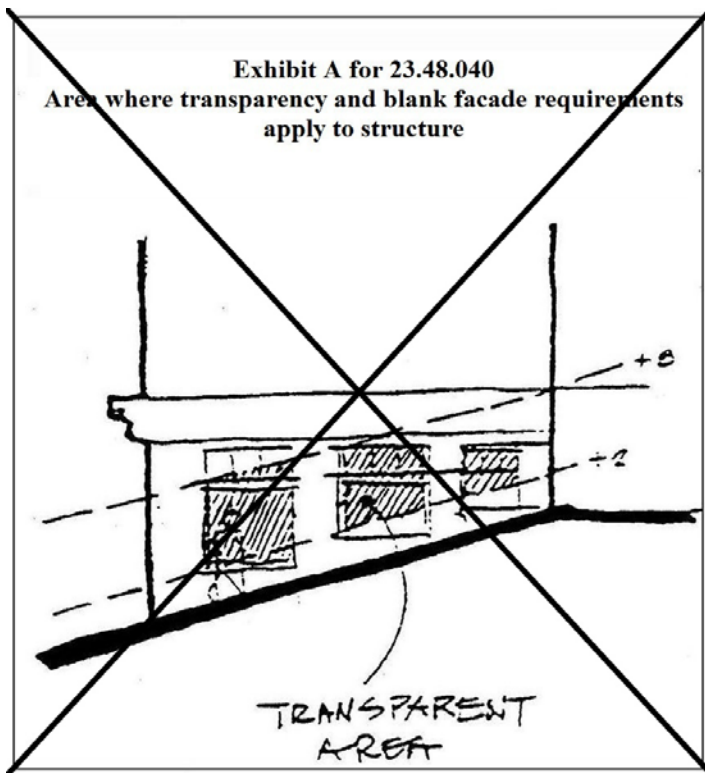 Exhibit A for 23.48.040
Area where transparency and blank facade requirements
apply to structure
+8
+2
TRANSPARENT
AREA